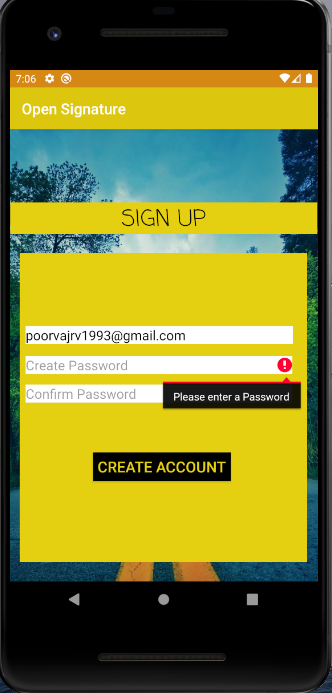 7:06
Open Signature
SIGN UP
poorvajrv1993@gmail.com
Create Password
Confirm Password
Please enter a Password
CREATE ACCOUNT